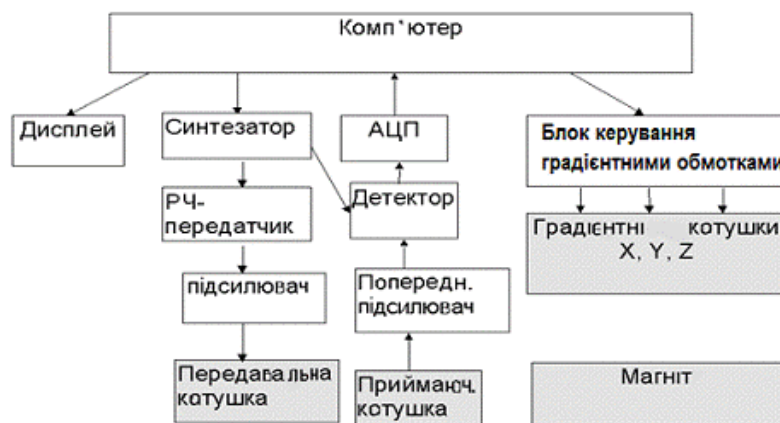 Комп'ютер
Дисплей
Синтезатор
АЦП
Блок керування
градієнтними обмотками
РЧ-
передатчик
Детектор
Градієнтні котушки
X, Y, Z
підсилювач
Попередн.
підсилювач
Передавальна
котушка
Приймаюч.
котушка
Магніт